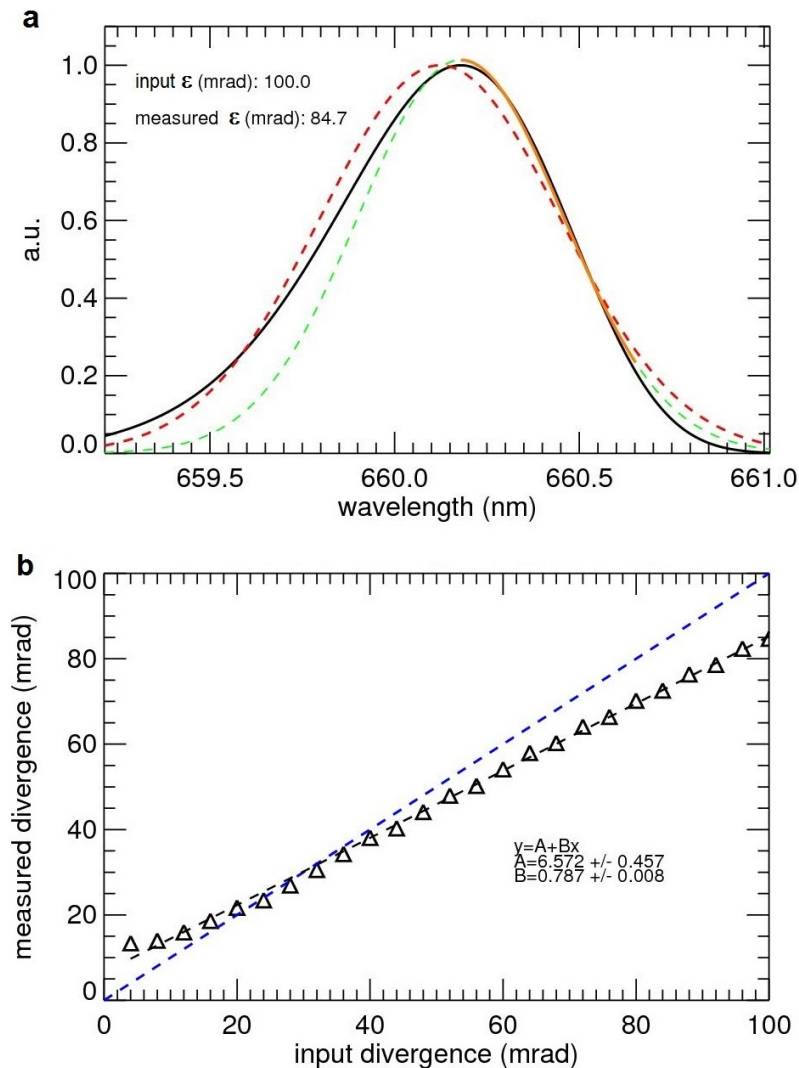 a
1.0
0.8
0.6
0.4
0.2
0.0
a.u.
input ε (mrad): 100.0
measured ε (mrad): 84.7
659.5 660.0 660.5 661.0
wavelength (nm)
b
100
80
60
40
20
0
measured divergence (mrad)
y=A+Bx
A=6.572 +/- 0.457
B=0.787 +/- 0.008
0 20 40 60 80 100
input divergence (mrad)